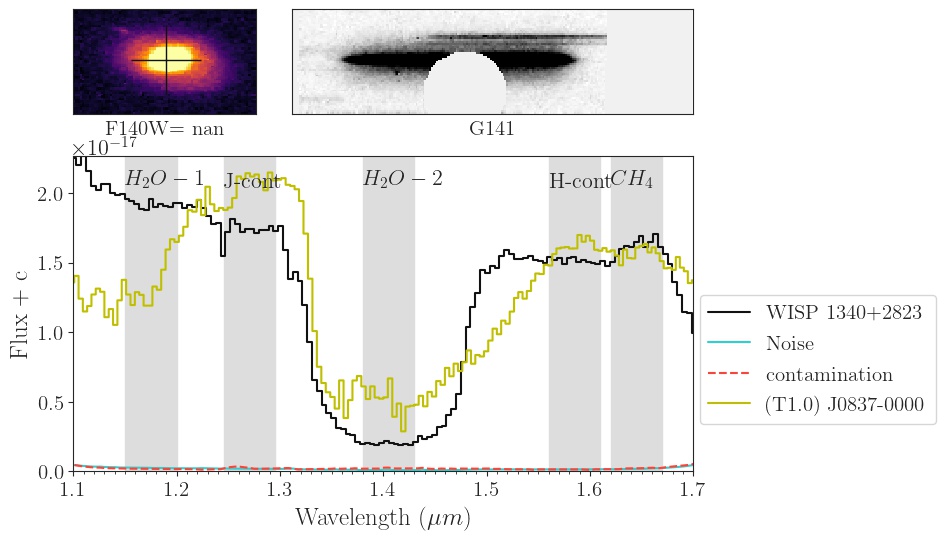 F140W= nan
G141
×10⁻¹⁷
H₂O − 1
J-cont
H₂O − 2
H-cont
CH₄
2.0
1.5
1.0
0.5
0.0
Flux + c
1.1
1.2
1.3
1.4
1.5
1.6
1.7
Wavelength (μm)
WISP 1340+2823
Noise
contamination
(T1.0) J0837-0000